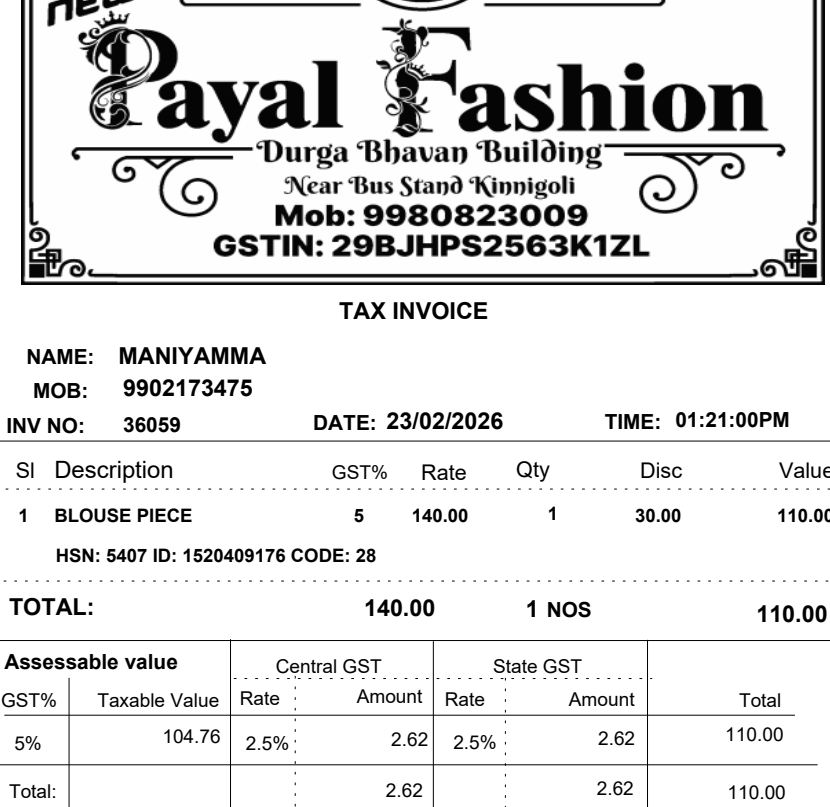 new
Payal Fashion
Durga Bhavan Building
Near Bus Stand Kinnigoli
Mob: 9980823009
GSTIN: 29BJHPS2563K1ZL
TAX INVOICE
NAME: MANIYAMMA
MOB: 9902173475
INV NO: 36059 DATE: 23/02/2026 TIME: 01:21:00PM
Sl Description GST% Rate Qty Disc Value
1 BLOUSE PIECE 5 140.00 1 30.00 110.00
HSN: 5407 ID: 1520409176 CODE: 28
TOTAL: 140.00 1 NOS 110.00
Assessable value Central GST State GST
GST% Taxable Value Rate Amount Rate Amount Total
5% 104.76 2.5% 2.62 2.5% 2.62 110.00
Total: 2.62 2.62 110.00